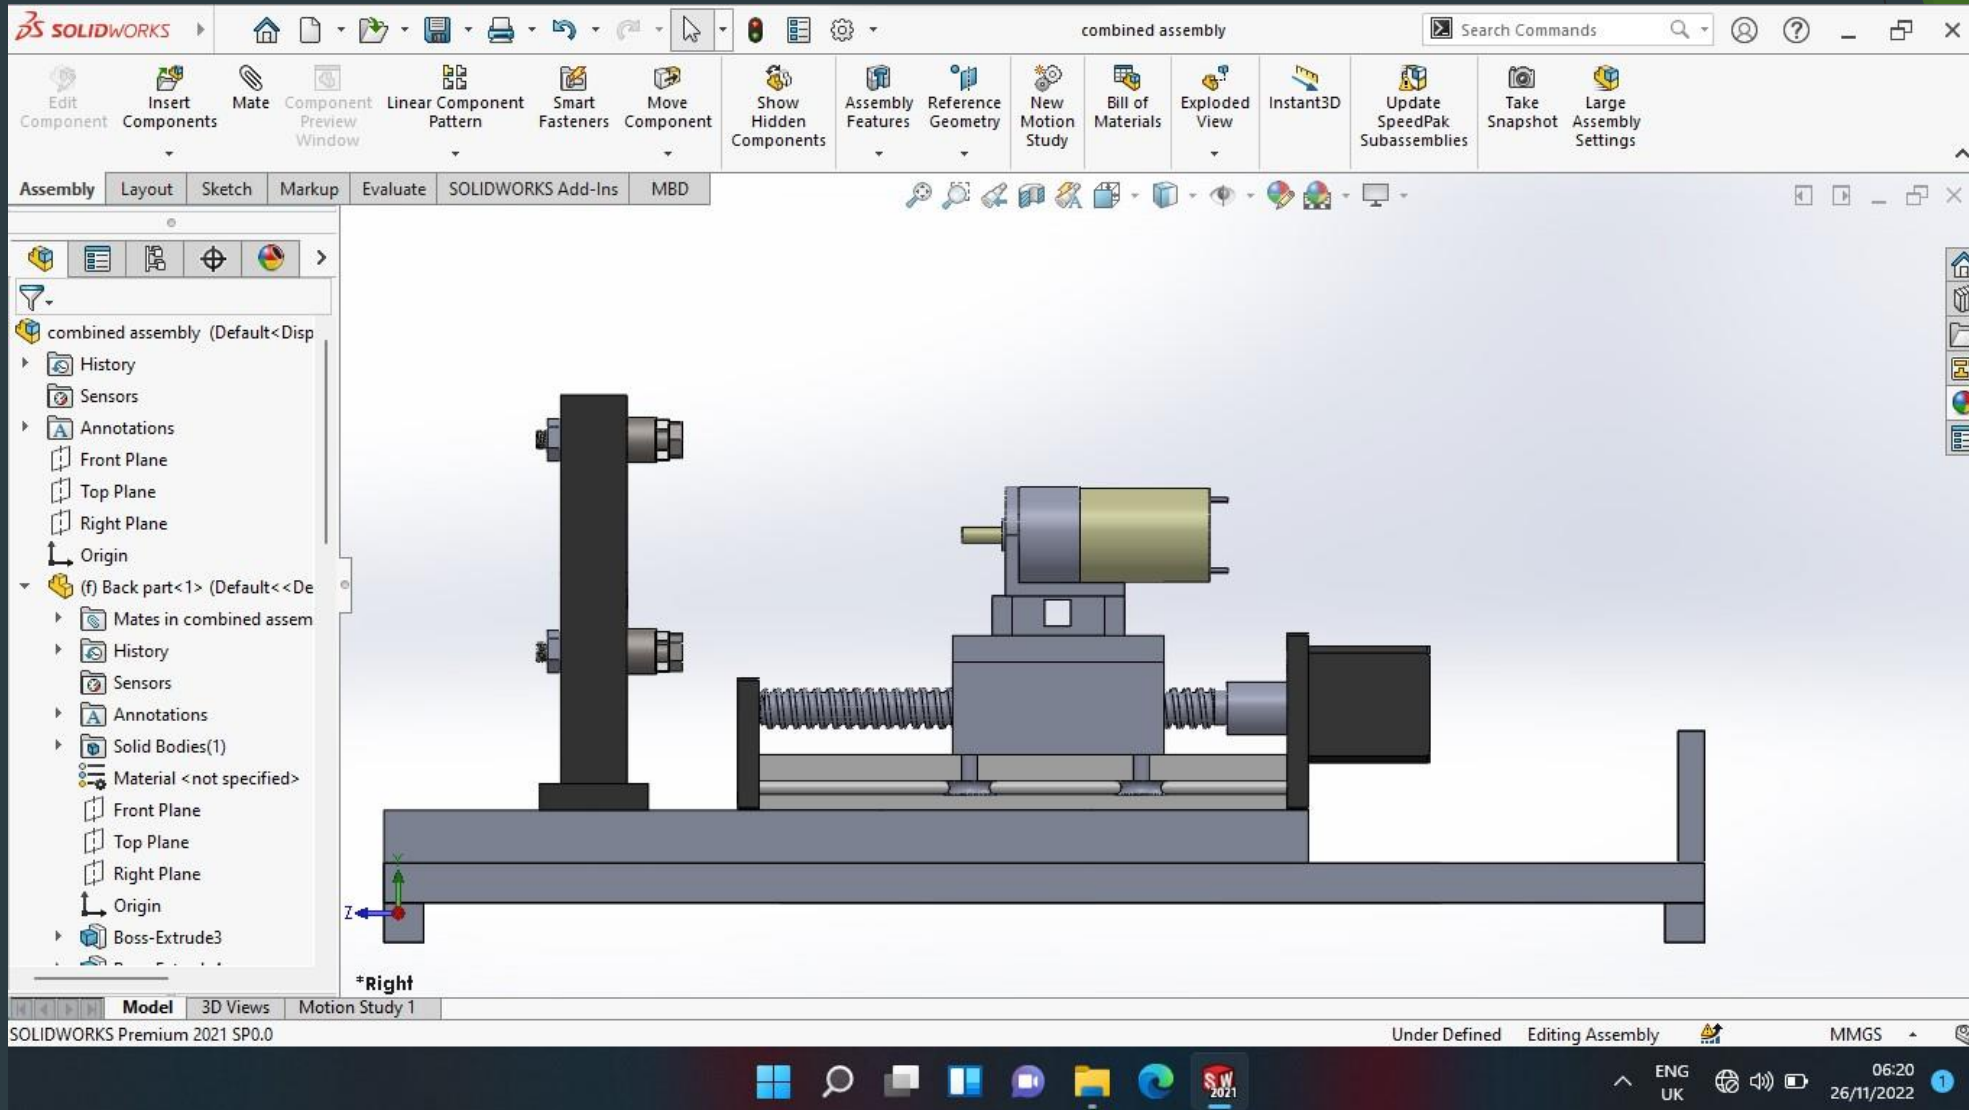 SOLIDWORKS
combined assembly
Search Commands
Edit Component
Insert Components
Mate
Component Preview Window
Linear Component Pattern
Smart Fasteners
Move Component
Show Hidden Components
Assembly Features
Reference Geometry
New Motion Study
Bill of Materials
Exploded View
Instant3D
Update SpeedPak Subassemblies
Take Snapshot
Large Assembly Settings
Assembly
Layout
Sketch
Markup
Evaluate
SOLIDWORKS Add-Ins
MBD
combined assembly (Default<Disp
History
Sensors
Annotations
Front Plane
Top Plane
Right Plane
Origin
(f) Back part<1> (Default<<De
Mates in combined assem
History
Sensors
Annotations
Solid Bodies(1)
Material <not specified>
Front Plane
Top Plane
Right Plane
Origin
Boss-Extrude3
Y
Z
*Right
Model
3D Views
Motion Study 1
SOLIDWORKS Premium 2021 SP0.0
Under Defined
Editing Assembly
MMGS
SW
2021
ENG
UK
06:20
26/11/2022
1